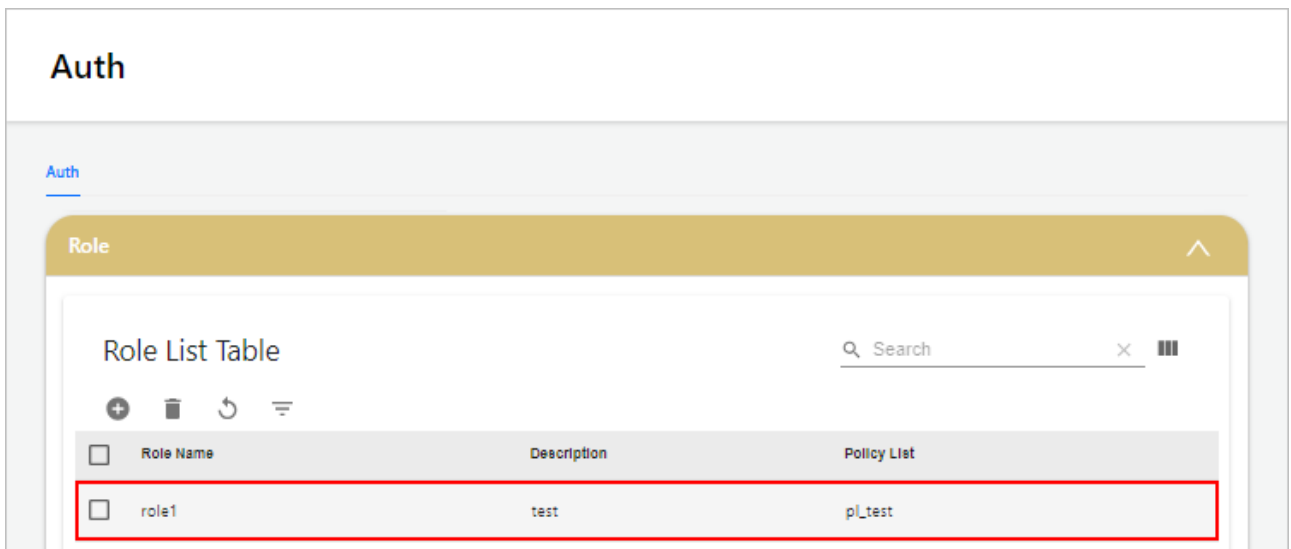 Auth
Auth
Role
Role List Table
Search
Role Name Description Policy List
role1 test pl_test